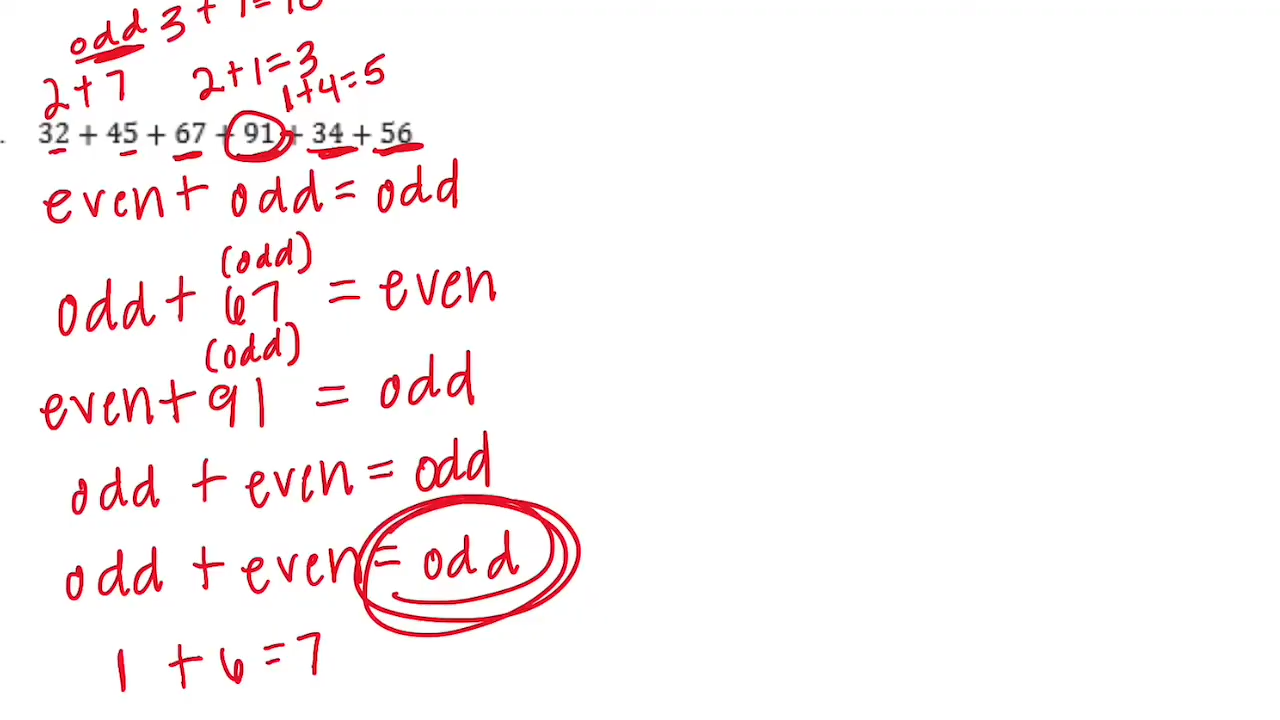 odd 3 + 1 = 10
2 + 7 2 + 1 = 3
1 + 4 = 5
. 32 + 45 + 67 + 91 + 34 + 56
even + odd = odd
(odd)
odd + 67 = even
(odd)
even + 91 = odd
odd + even = odd
odd + even = odd
1 + 6 = 7